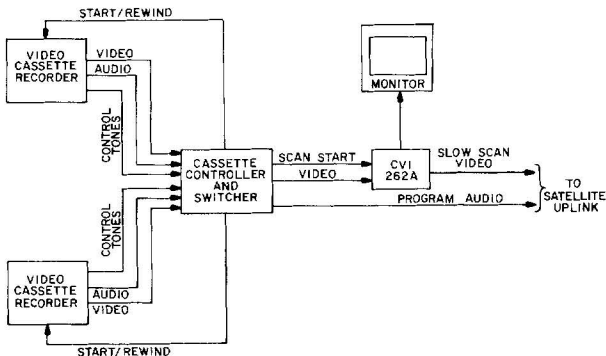 START/REWIND
VIDEO
CASSETTE
RECORDER
VIDEO
AUDIO
CONTROL
TONES
MONITOR
CASSETTE
CONTROLLER
AND
SWITCHER
SCAN START
VIDEO
CVI
262A
SLOW SCAN
VIDEO
PROGRAM AUDIO
TO
SATELLITE
UPLINK
CONTROL
TONES
VIDEO
CASSETTE
RECORDER
AUDIO
VIDEO
START/REWIND